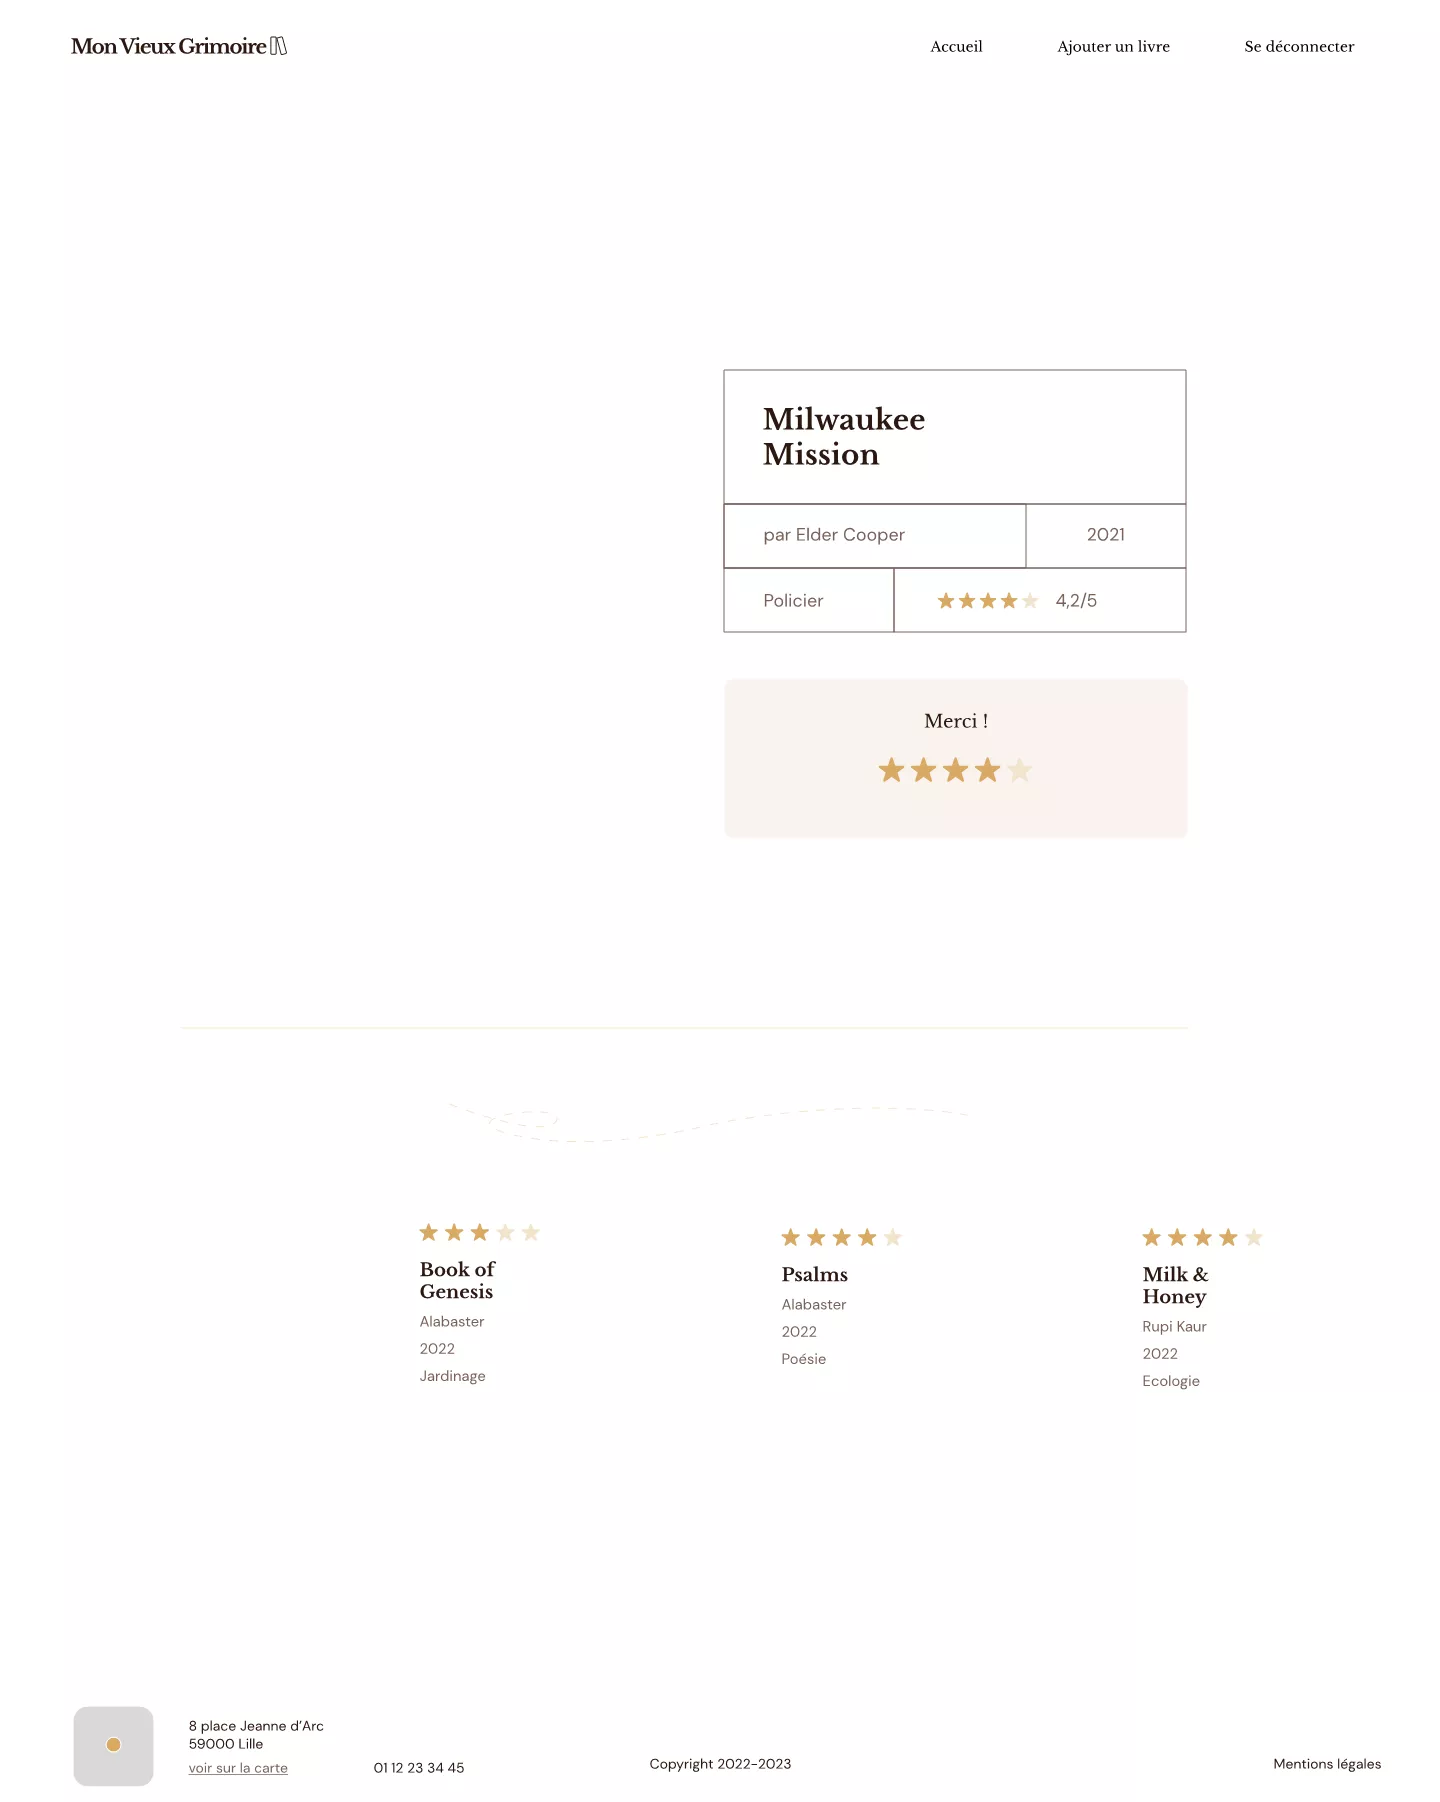 Mon Vieux Grimoire
Accueil
Ajouter un livre
Se déconnecter
Milwaukee
Mission
par Elder Cooper
2021
Policier
4,2/5
Merci !
Book of
Genesis
Alabaster
2022
Jardinage
Psalms
Alabaster
2022
Poésie
Milk &
Honey
Rupi Kaur
2022
Ecologie
8 place Jeanne d’Arc
59000 Lille
voir sur la carte
01 12 23 34 45
Copyright 2022-2023
Mentions légales